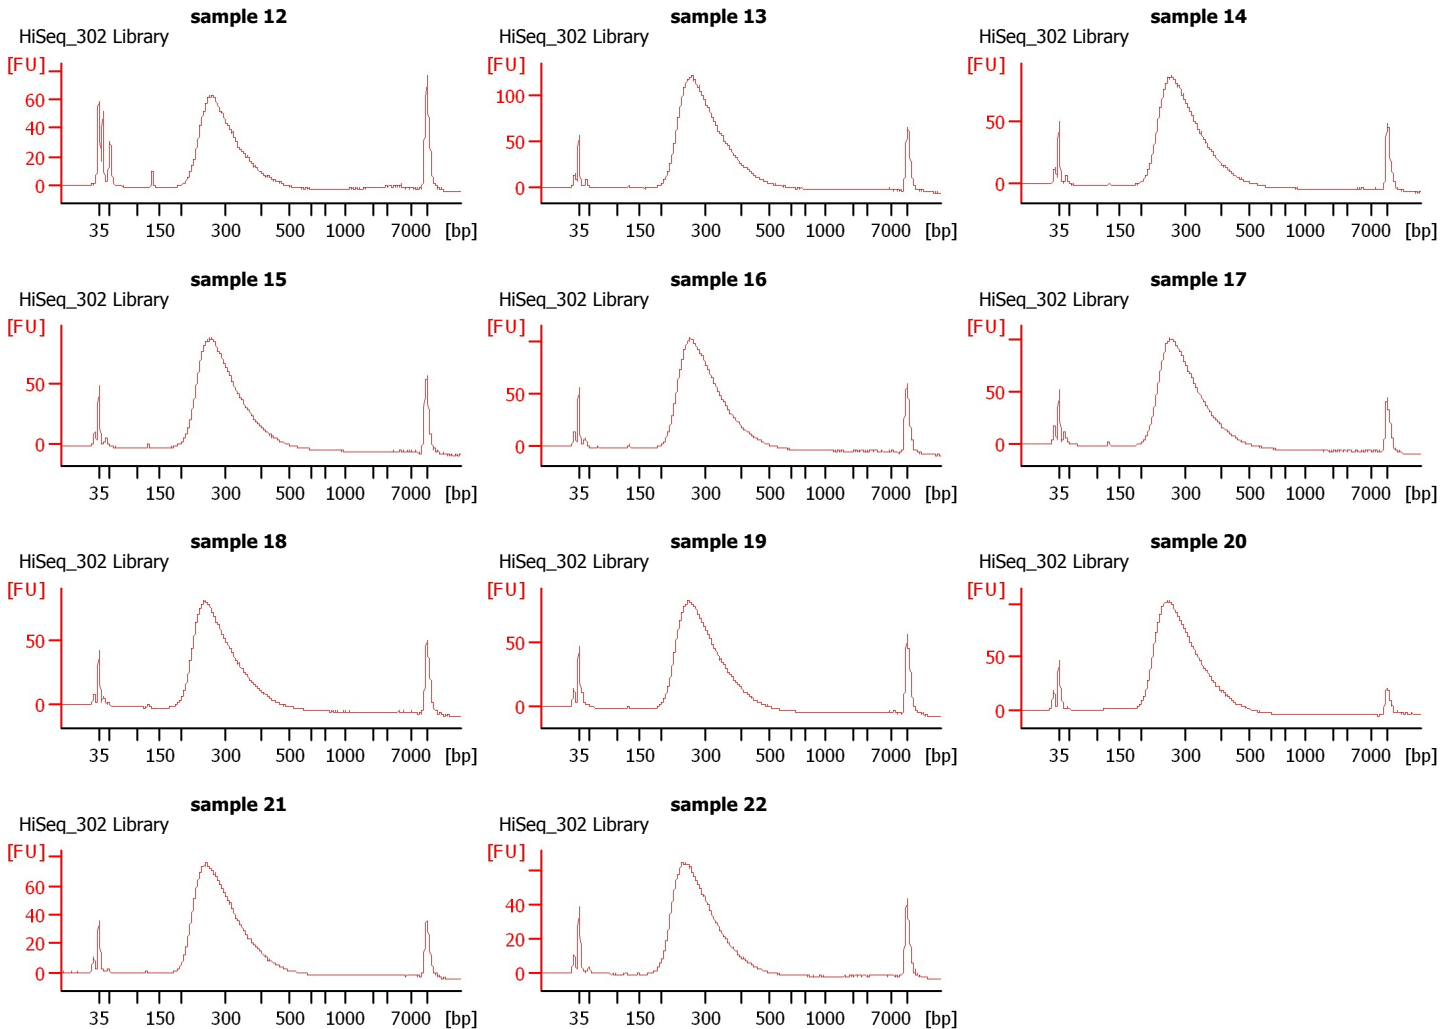 sample 12
HiSeq_302 Library
[FU]
60
40
20
0
35 150 300 500 1000 7000 [bp]
sample 13
HiSeq_302 Library
[FU]
100
50
0
35 150 300 500 1000 7000 [bp]
sample 14
HiSeq_302 Library
[FU]
50
0
35 150 300 500 1000 7000 [bp]
sample 15
HiSeq_302 Library
[FU]
50
0
35 150 300 500 1000 7000 [bp]
sample 16
HiSeq_302 Library
[FU]
50
0
35 150 300 500 1000 7000 [bp]
sample 17
HiSeq_302 Library
[FU]
50
0
35 150 300 500 1000 7000 [bp]
sample 18
HiSeq_302 Library
[FU]
50
0
35 150 300 500 1000 7000 [bp]
sample 19
HiSeq_302 Library
[FU]
50
0
35 150 300 500 1000 7000 [bp]
sample 20
HiSeq_302 Library
[FU]
50
0
35 150 300 500 1000 7000 [bp]
sample 21
HiSeq_302 Library
[FU]
60
40
20
0
35 150 300 500 1000 7000 [bp]
sample 22
HiSeq_302 Library
[FU]
40
20
0
35 150 300 500 1000 7000 [bp]